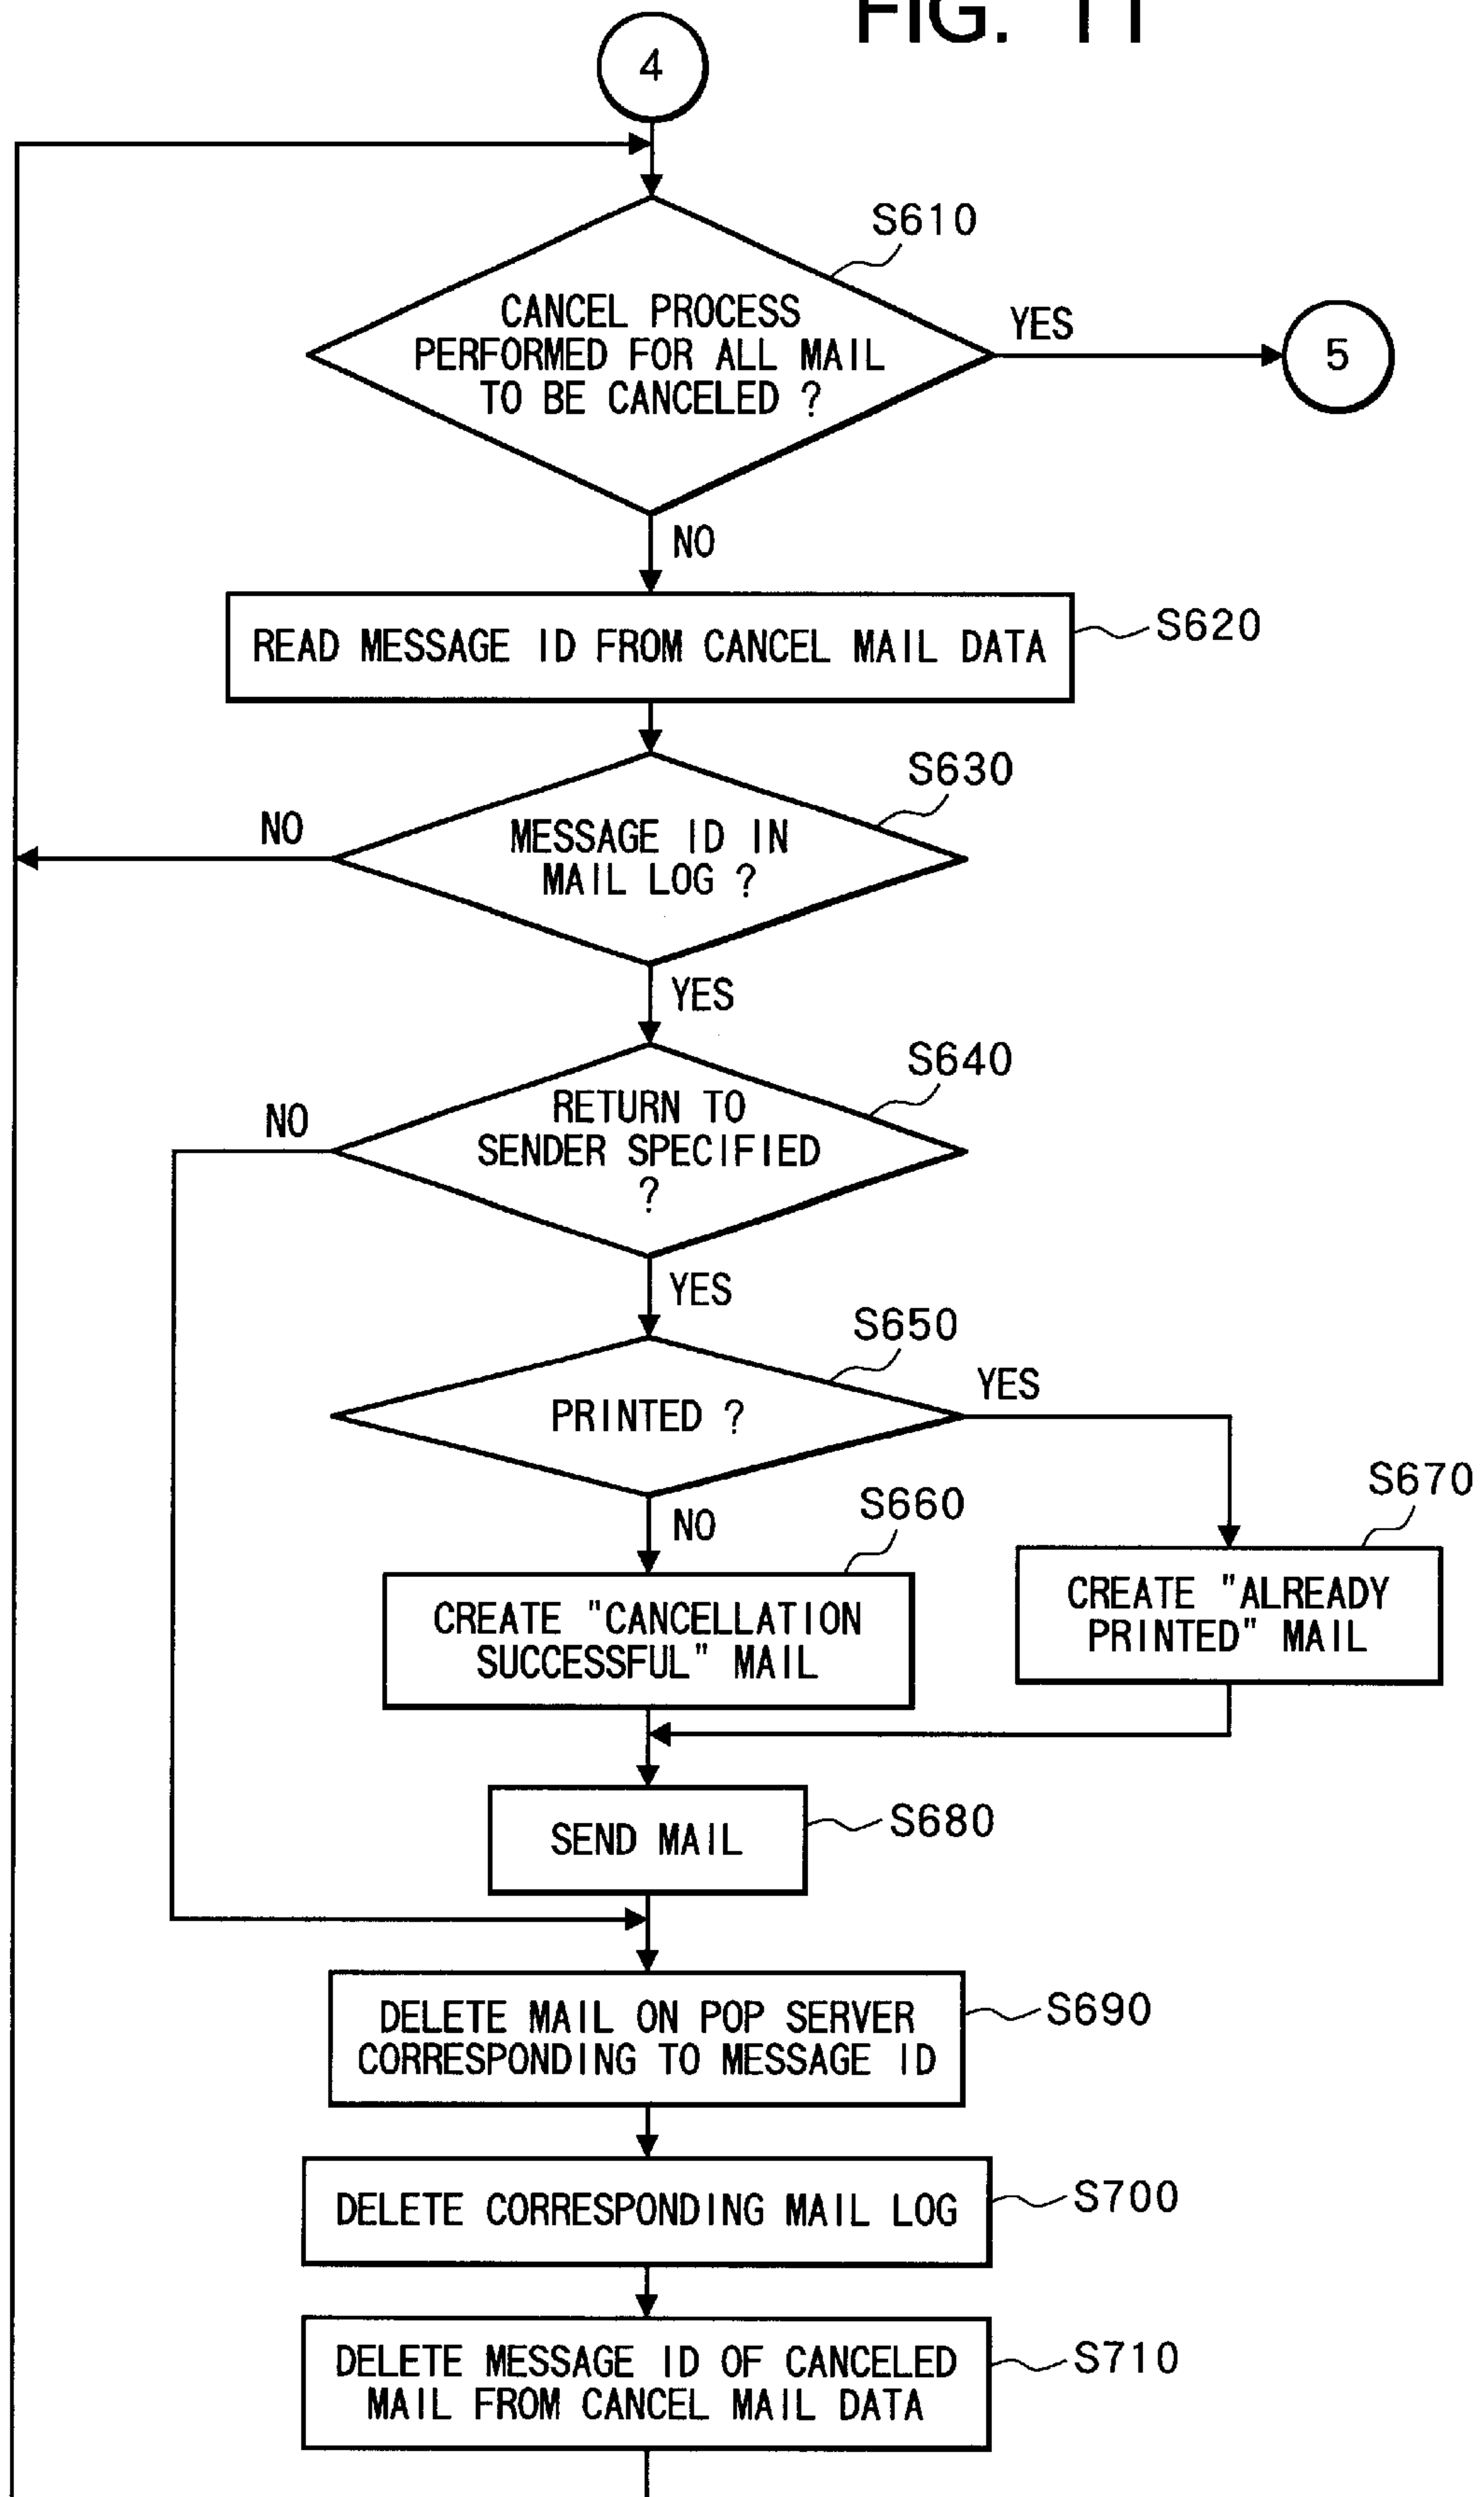 FIG. 11
4
S610
CANCEL PROCESS
PERFORMED FOR ALL MAIL
TO BE CANCELED ?
YES
5
NO
READ MESSAGE ID FROM CANCEL MAIL DATA
S620
S630
NO
MESSAGE ID IN
MAIL LOG ?
YES
S640
NO
RETURN TO
SENDER SPECIFIED
?
YES
S650
YES
PRINTED ?
S670
S660
NO
CREATE "ALREADY
PRINTED" MAIL
CREATE "CANCELLATION
SUCCESSFUL" MAIL
SEND MAIL
S680
DELETE MAIL ON POP SERVER
CORRESPONDING TO MESSAGE ID
S690
DELETE CORRESPONDING MAIL LOG
S700
DELETE MESSAGE ID OF CANCELED
MAIL FROM CANCEL MAIL DATA
S710